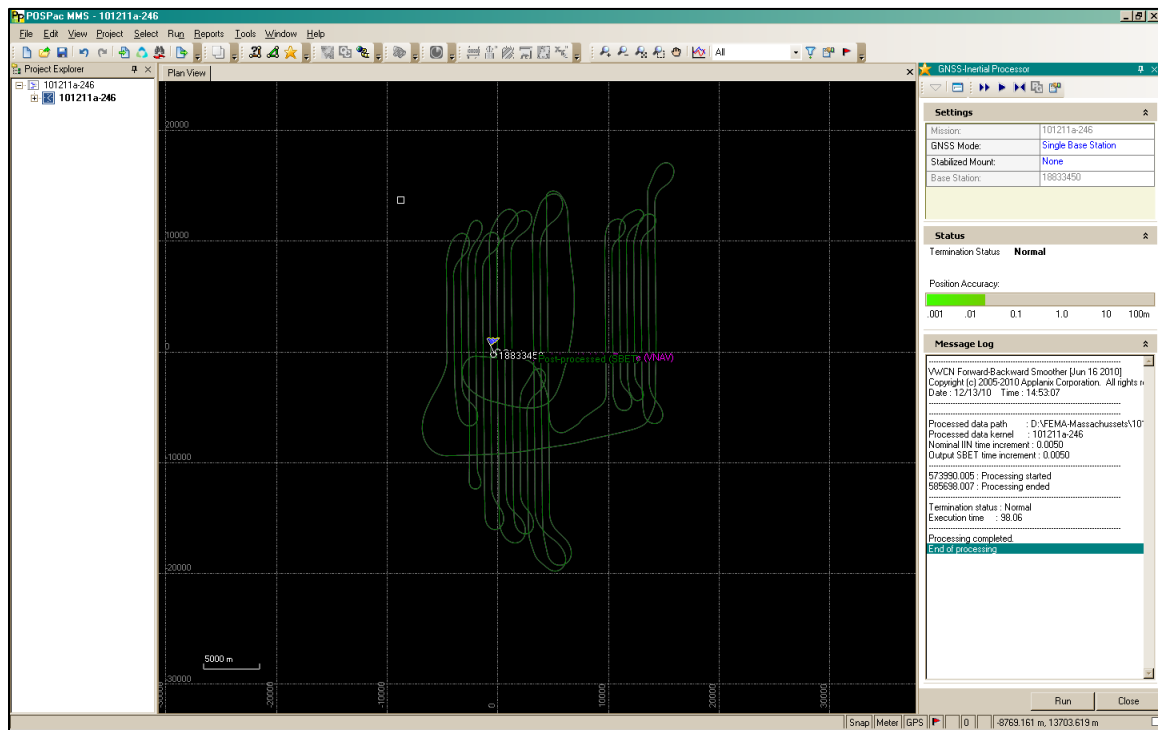 POSPac MMS - 101211a-246
File Edit View Project Select Run Reports Tools Window Help
All
Project Explorer
101211a-246
101211a-246
Plan View
20000
10000
0
-10000
-20000
-30000
-20000
-10000
0
10000
20000
30000
18833450
Post-processed (SBET)
(VNAV)
5000 m
GNSS-Inertial Processor
Settings
Mission: 101211a-246
GNSS Mode: Single Base Station
Stabilized Mount: None
Base Station: 18833450
Status
Termination Status Normal
Position Accuracy:
.001 .01 0.1 1.0 10 100m
Message Log
VWCN Forward-Backward Smoother [Jun 16 2010]
Copyright (c) 2005-2010 Applanix Corporation. All rights r
Date : 12/13/10 Time : 14:53:07
Processed data path : D:\FEMA-Massachussets\101
Processed data kernel : 101211a-246
Nominal IIN time increment : 0.0050
Output SBET time increment : 0.0050
573990.005 : Processing started
585698.007 : Processing ended
Termination status : Normal
Execution time : 98.06
Processing completed.
End of processing
Run Close
Snap Meter GPS 0 -8769.161 m, 13703.619 m